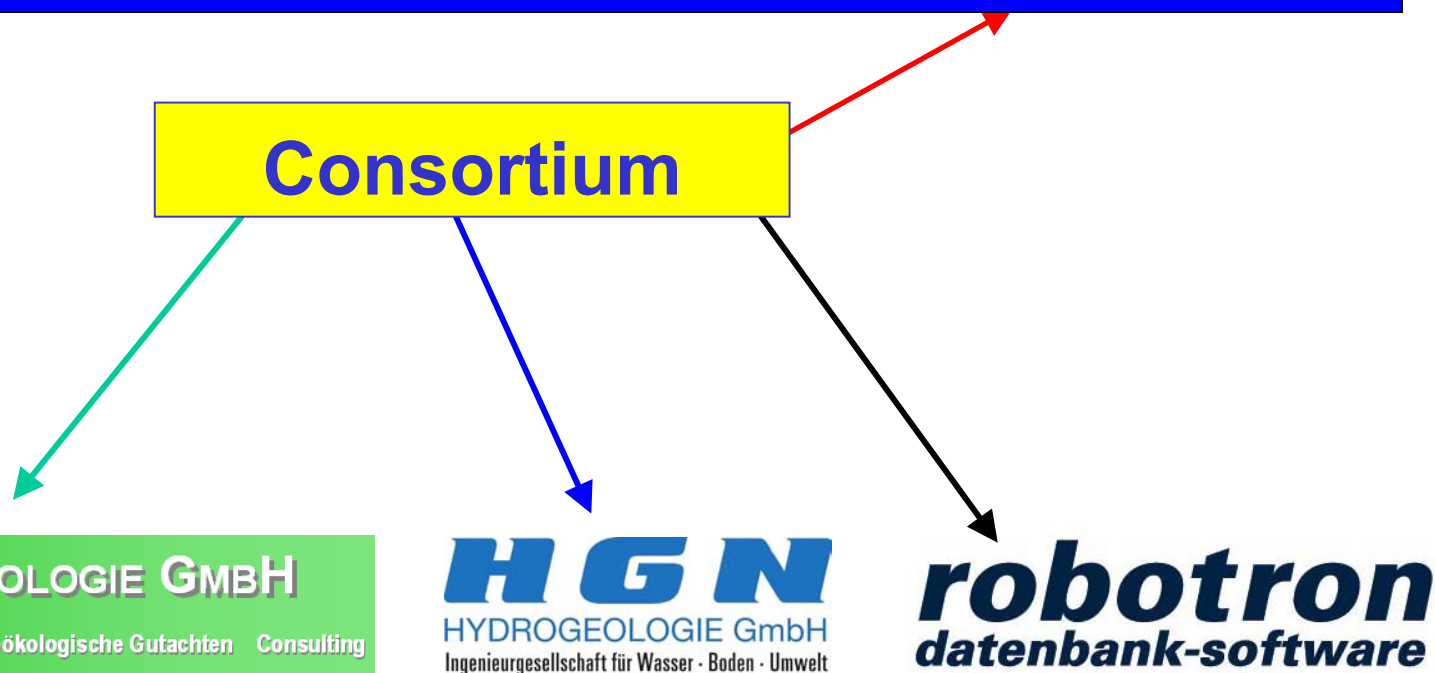 Consortium
OLOGIE GMBH
ökologische Gutachten Consulting
HGN
HYDROGEOLOGIE GmbH
Ingenieurgesellschaft für Wasser · Boden · Umwelt
robotron
datenbank-software